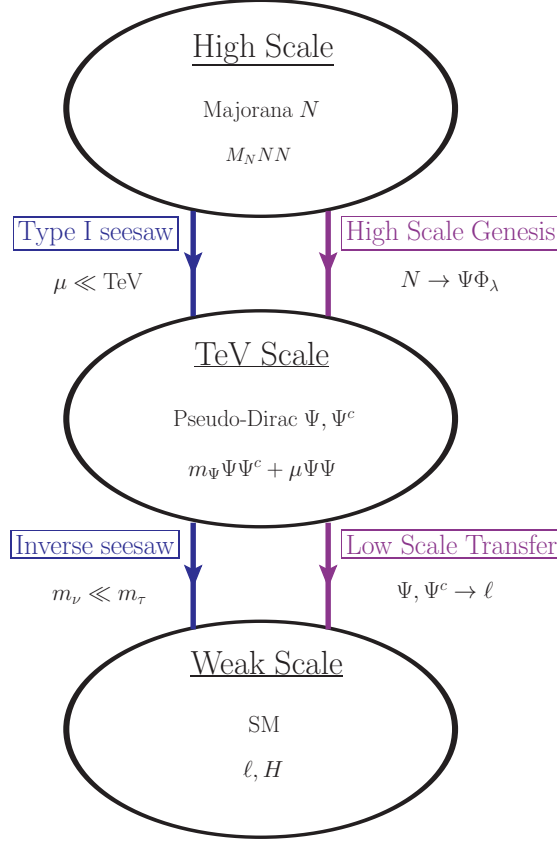 High Scale
Majorana N
M_N NN
Type I seesaw
High Scale Genesis
μ ≪ TeV
N → ΨΦ_λ
TeV Scale
Pseudo-Dirac Ψ, Ψ^c
m_Ψ ΨΨ^c + μΨΨ
Inverse seesaw
Low Scale Transfer
m_ν ≪ m_τ
Ψ, Ψ^c → ℓ
Weak Scale
SM
ℓ, H